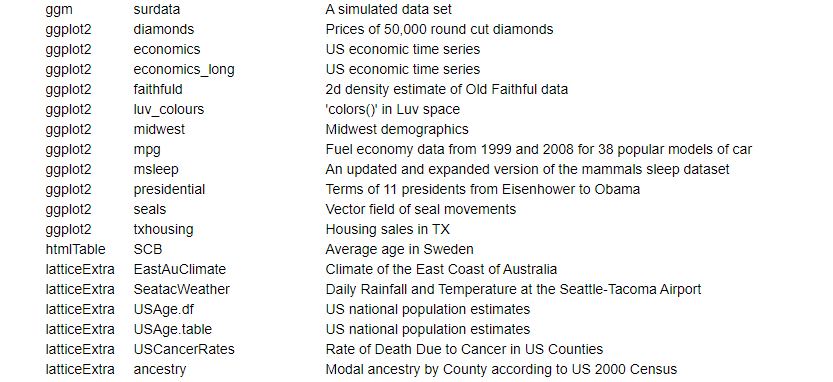 ggm surdata A simulated data set
ggplot2 diamonds Prices of 50,000 round cut diamonds
ggplot2 economics US economic time series
ggplot2 economics_long US economic time series
ggplot2 faithfuld 2d density estimate of Old Faithful data
ggplot2 luv_colours 'colors()' in Luv space
ggplot2 midwest Midwest demographics
ggplot2 mpg Fuel economy data from 1999 and 2008 for 38 popular models of car
ggplot2 msleep An updated and expanded version of the mammals sleep dataset
ggplot2 presidential Terms of 11 presidents from Eisenhower to Obama
ggplot2 seals Vector field of seal movements
ggplot2 txhousing Housing sales in TX
htmlTable SCB Average age in Sweden
latticeExtra EastAuClimate Climate of the East Coast of Australia
latticeExtra SeatacWeather Daily Rainfall and Temperature at the Seattle-Tacoma Airport
latticeExtra USAge.df US national population estimates
latticeExtra USAge.table US national population estimates
latticeExtra USCancerRates Rate of Death Due to Cancer in US Counties
latticeExtra ancestry Modal ancestry by County according to US 2000 Census